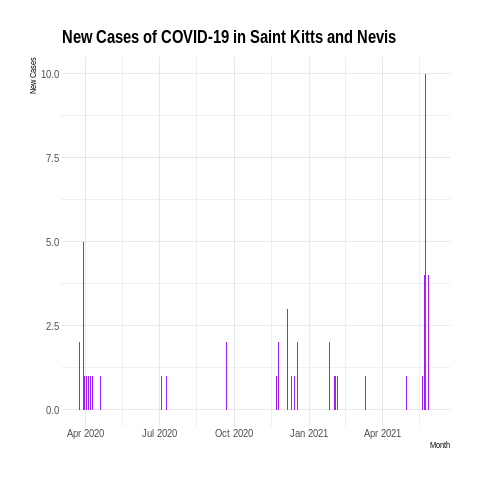 New Cases of COVID-19 in Saint Kitts and Nevis
New Cases
10.0
7.5
5.0
2.5
0.0
Apr 2020 Jul 2020 Oct 2020 Jan 2021 Apr 2021
Month